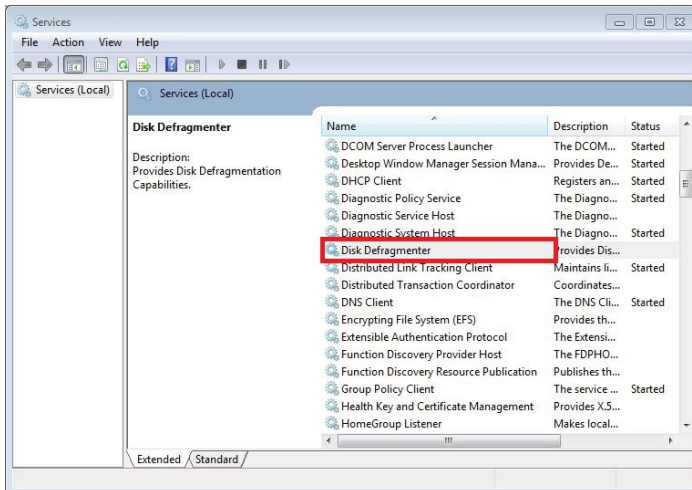 Services
File Action View Help
Services (Local)
Services (Local)
Disk Defragmenter
Description:
Provides Disk Defragmentation
Capabilities.
Name Description Status
DCOM Server Process Launcher The DCOM... Started
Desktop Window Manager Session Mana... Provides De... Started
DHCP Client Registers an... Started
Diagnostic Policy Service The Diagno... Started
Diagnostic Service Host The Diagno...
Diagnostic System Host The Diagno... Started
Disk Defragmenter Provides Dis...
Distributed Link Tracking Client Maintains li... Started
Distributed Transaction Coordinator Coordinates...
DNS Client The DNS Cli... Started
Encrypting File System (EFS) Provides th...
Extensible Authentication Protocol The Extensi...
Function Discovery Provider Host The FDPHO...
Function Discovery Resource Publication Publishes th...
Group Policy Client The service ... Started
Health Key and Certificate Management Provides X.5...
HomeGroup Listener Makes local...
Extended Standard